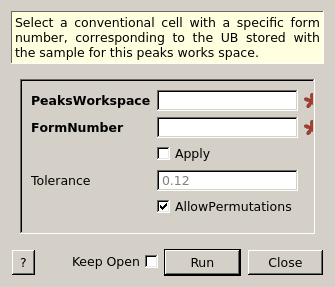 Select a conventional cell with a specific form
number, corresponding to the UB stored with
the sample for this peaks works space.
PeaksWorkspace
FormNumber
Apply
Tolerance 0.12
AllowPermutations
? Keep Open Run Close